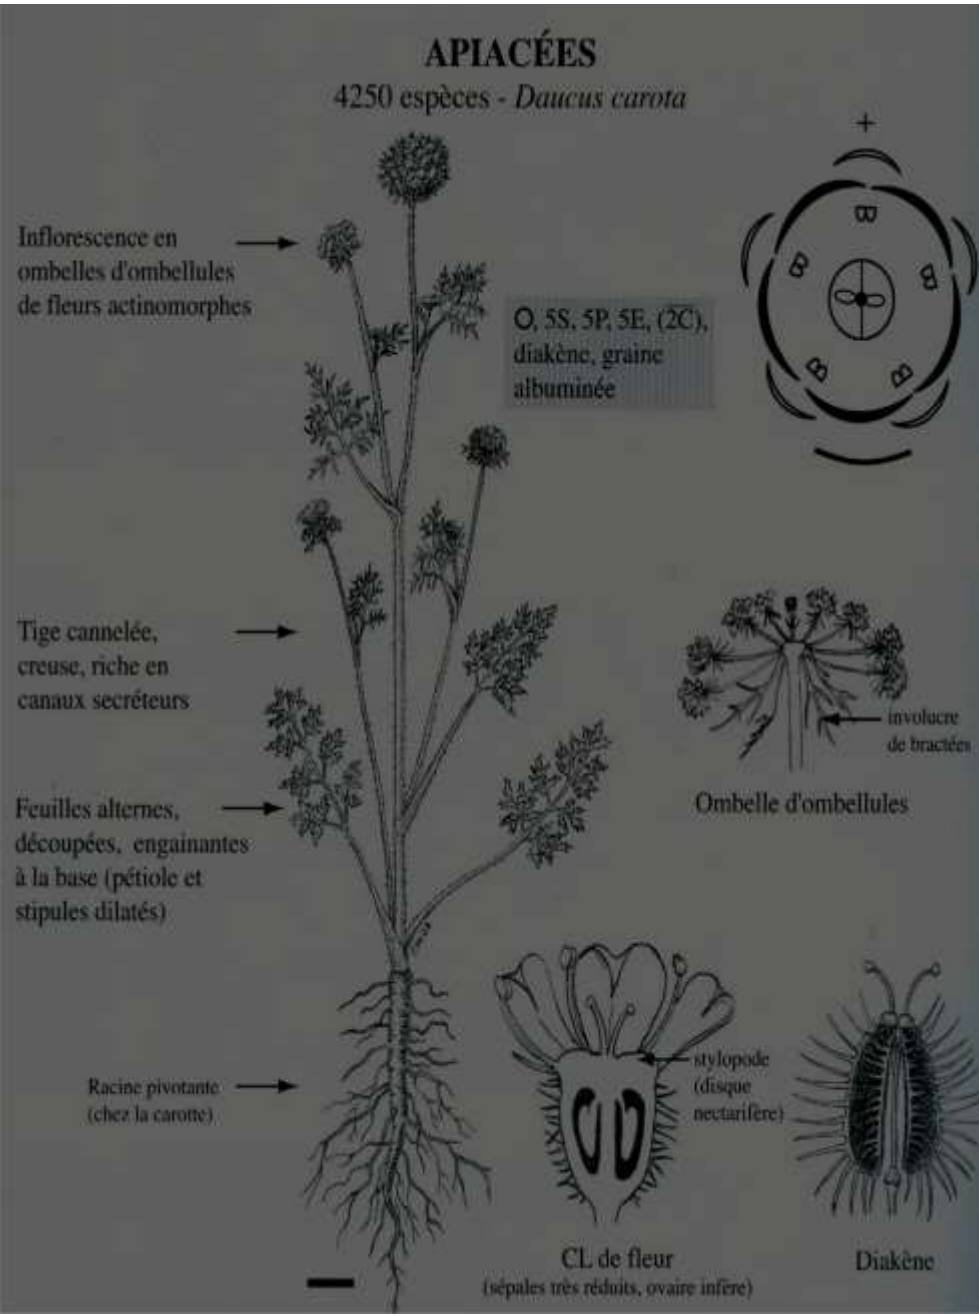 APIACÉES
4250 espèces - Daucus carota
+
Inflorescence en
ombelles d'ombellules
de fleurs actinomorphes
O, 5S, 5P, 5E, (2C̅),
diakène, graine
albuminée
Tige cannelée,
creuse, riche en
canaux secréteurs
involucre
de bractées
Ombelle d'ombellules
Feuilles alternes,
découpées, engainantes
à la base (pétiole et
stipules dilatés)
stylopode
(disque
nectarifère)
Racine pivotante
(chez la carotte)
CL de fleur
(sépales très réduits, ovaire infère)
Diakène